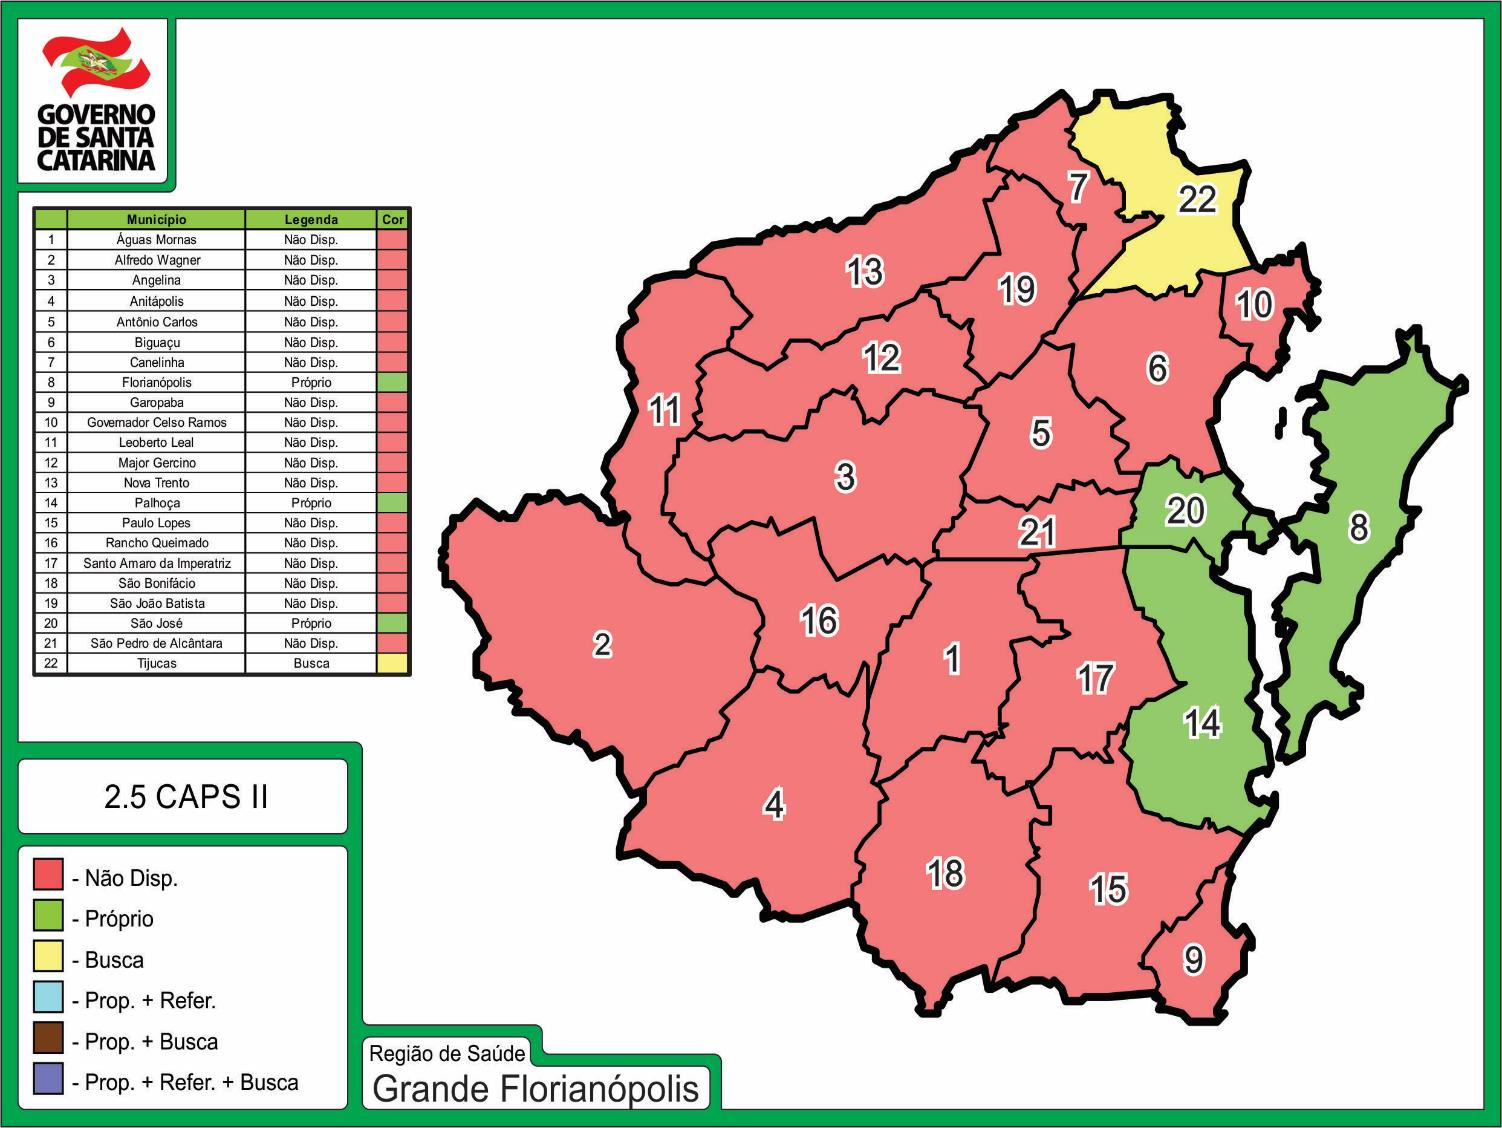 GOVERNO
DE SANTA
CATARINA
Município Legenda Cor
1 Águas Mornas Não Disp.
2 Alfredo Wagner Não Disp.
3 Angelina Não Disp.
4 Anitápolis Não Disp.
5 Antônio Carlos Não Disp.
6 Biguaçu Não Disp.
7 Canelinha Não Disp.
8 Florianópolis Próprio
9 Garopaba Não Disp.
10 Governador Celso Ramos Não Disp.
11 Leoberto Leal Não Disp.
12 Major Gercino Não Disp.
13 Nova Trento Não Disp.
14 Palhoça Próprio
15 Paulo Lopes Não Disp.
16 Rancho Queimado Não Disp.
17 Santo Amaro da Imperatriz Não Disp.
18 São Bonifácio Não Disp.
19 São João Batista Não Disp.
20 São José Próprio
21 São Pedro de Alcântara Não Disp.
22 Tijucas Busca
7
22
13
19
10
12
6
11
5
3
20
21
8
16
2
1
17
14
4
18
15
9
2.5 CAPS II
- Não Disp.
- Próprio
- Busca
- Prop. + Refer.
- Prop. + Busca
- Prop. + Refer. + Busca
Região de Saúde
Grande Florianópolis